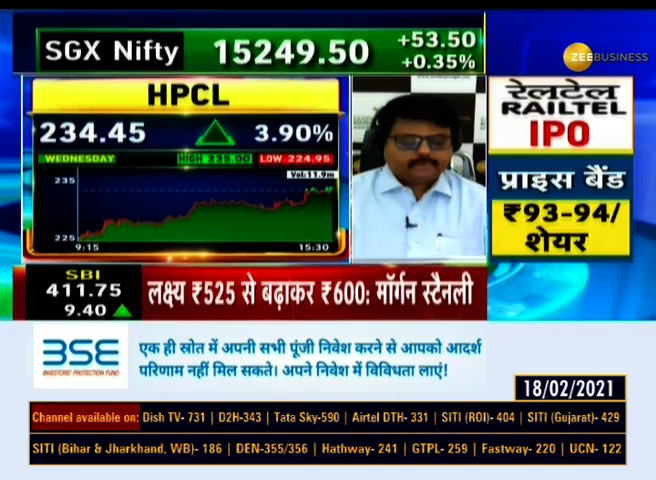 SGX Nifty 15249.50 +53.50
+0.35%
ZEE BUSINESS
HPCL
234.45 3.90%
WEDNESDAY HIGH 235.00 LOW 224.95
Vol:11.9m
235
225
9:15 15:30
रेलटेल
RAILTEL
IPO
प्राइस बैंड
₹93-94/
शेयर
SBI
411.75
9.40
लक्ष्य ₹525 से बढ़ाकर ₹600: मॉर्गन स्टैनली
BSE
INVESTORS' PROTECTION FUND
एक ही स्रोत में अपनी सभी पूंजी निवेश करने से आपको आदर्श
परिणाम नहीं मिल सकते। अपने निवेश में विविधता लाएं!
18/02/2021
Channel available on: Dish TV- 731 | D2H-343 | Tata Sky-590 | Airtel DTH- 331 | SITI (ROI)- 404 | SITI (Gujarat)- 429
SITI (Bihar & Jharkhand, WB)- 186 | DEN-355/356 | Hathway- 241 | GTPL- 259 | Fastway- 220 | UCN- 122